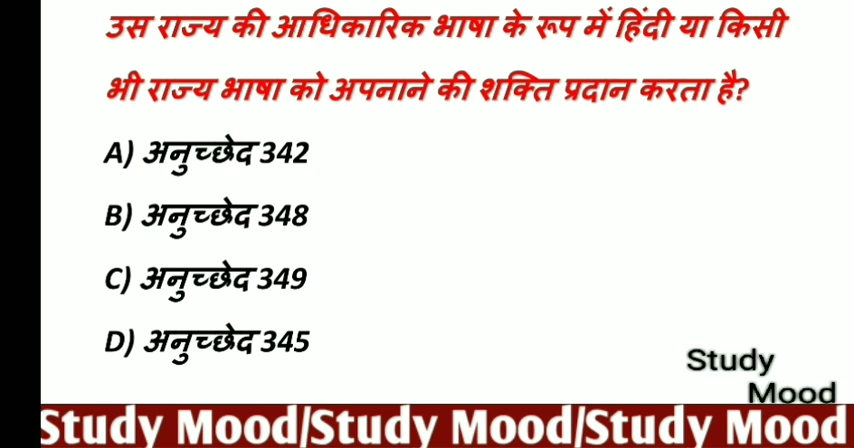 उस राज्य की आधिकारिक भाषा के रूप में हिंदी या किसी
भी राज्य भाषा को अपनाने की शक्ति प्रदान करता है?
A) अनुच्छेद 342
B) अनुच्छेद 348
C) अनुच्छेद 349
D) अनुच्छेद 345
Study
Mood
Study Mood/Study Mood/Study Mood